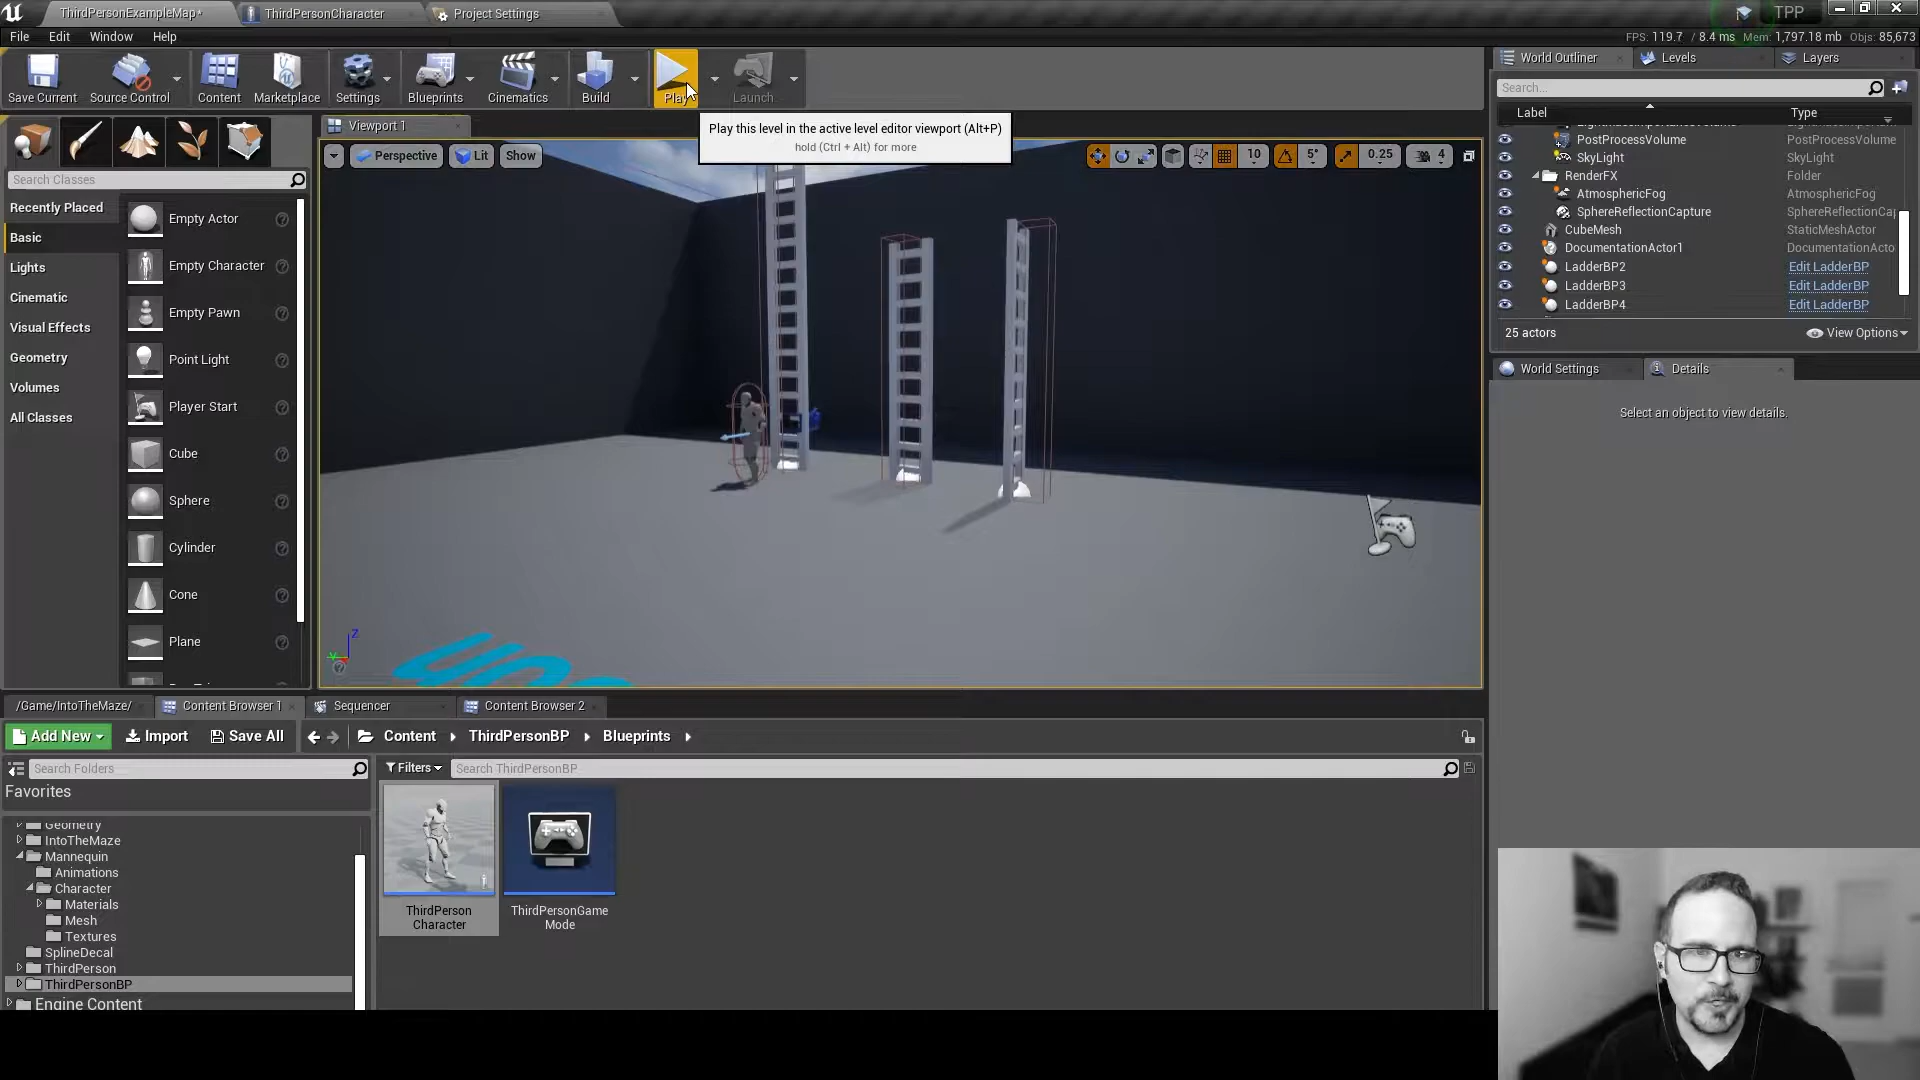 ThirdPersonExampleMap*
ThirdPersonCharacter
Project Settings
TPP
File Edit Window Help
FPS: 119.7 / 8.4 ms Mem: 1,797.18 mb Objs: 85,673
Save Current
Source Control
Content
Marketplace
Settings
Blueprints
Cinematics
Build
Play
Launch
Play this level in the active level editor viewport (Alt+P)
hold (Ctrl + Alt) for more
World Outliner
Levels
Layers
Search...
Label Type
PostProcessVolume PostProcessVolume
SkyLight SkyLight
RenderFX Folder
AtmosphericFog AtmosphericFog
SphereReflectionCapture SphereReflectionCap
CubeMesh StaticMeshActor
DocumentationActor1 DocumentationActo
LadderBP2 Edit LadderBP
LadderBP3 Edit LadderBP
LadderBP4 Edit LadderBP
25 actors View Options
World Settings
Details
Select an object to view details.
Viewport 1
Perspective Lit Show
10 5° 0.25 4
Search Classes
Recently Placed
Basic
Lights
Cinematic
Visual Effects
Geometry
Volumes
All Classes
Empty Actor
Empty Character
Empty Pawn
Point Light
Player Start
Cube
Sphere
Cylinder
Cone
Plane
Z
/Game/IntoTheMaze/
Content Browser 1
Sequencer
Content Browser 2
Add New Import Save All
Content ThirdPersonBP Blueprints
Search Folders
Filters Search ThirdPersonBP
Favorites
Geometry
IntoTheMaze
Mannequin
Animations
Character
Materials
Mesh
Textures
SplineDecal
ThirdPerson
ThirdPersonBP
Engine Content
ThirdPerson
Character
ThirdPersonGame
Mode